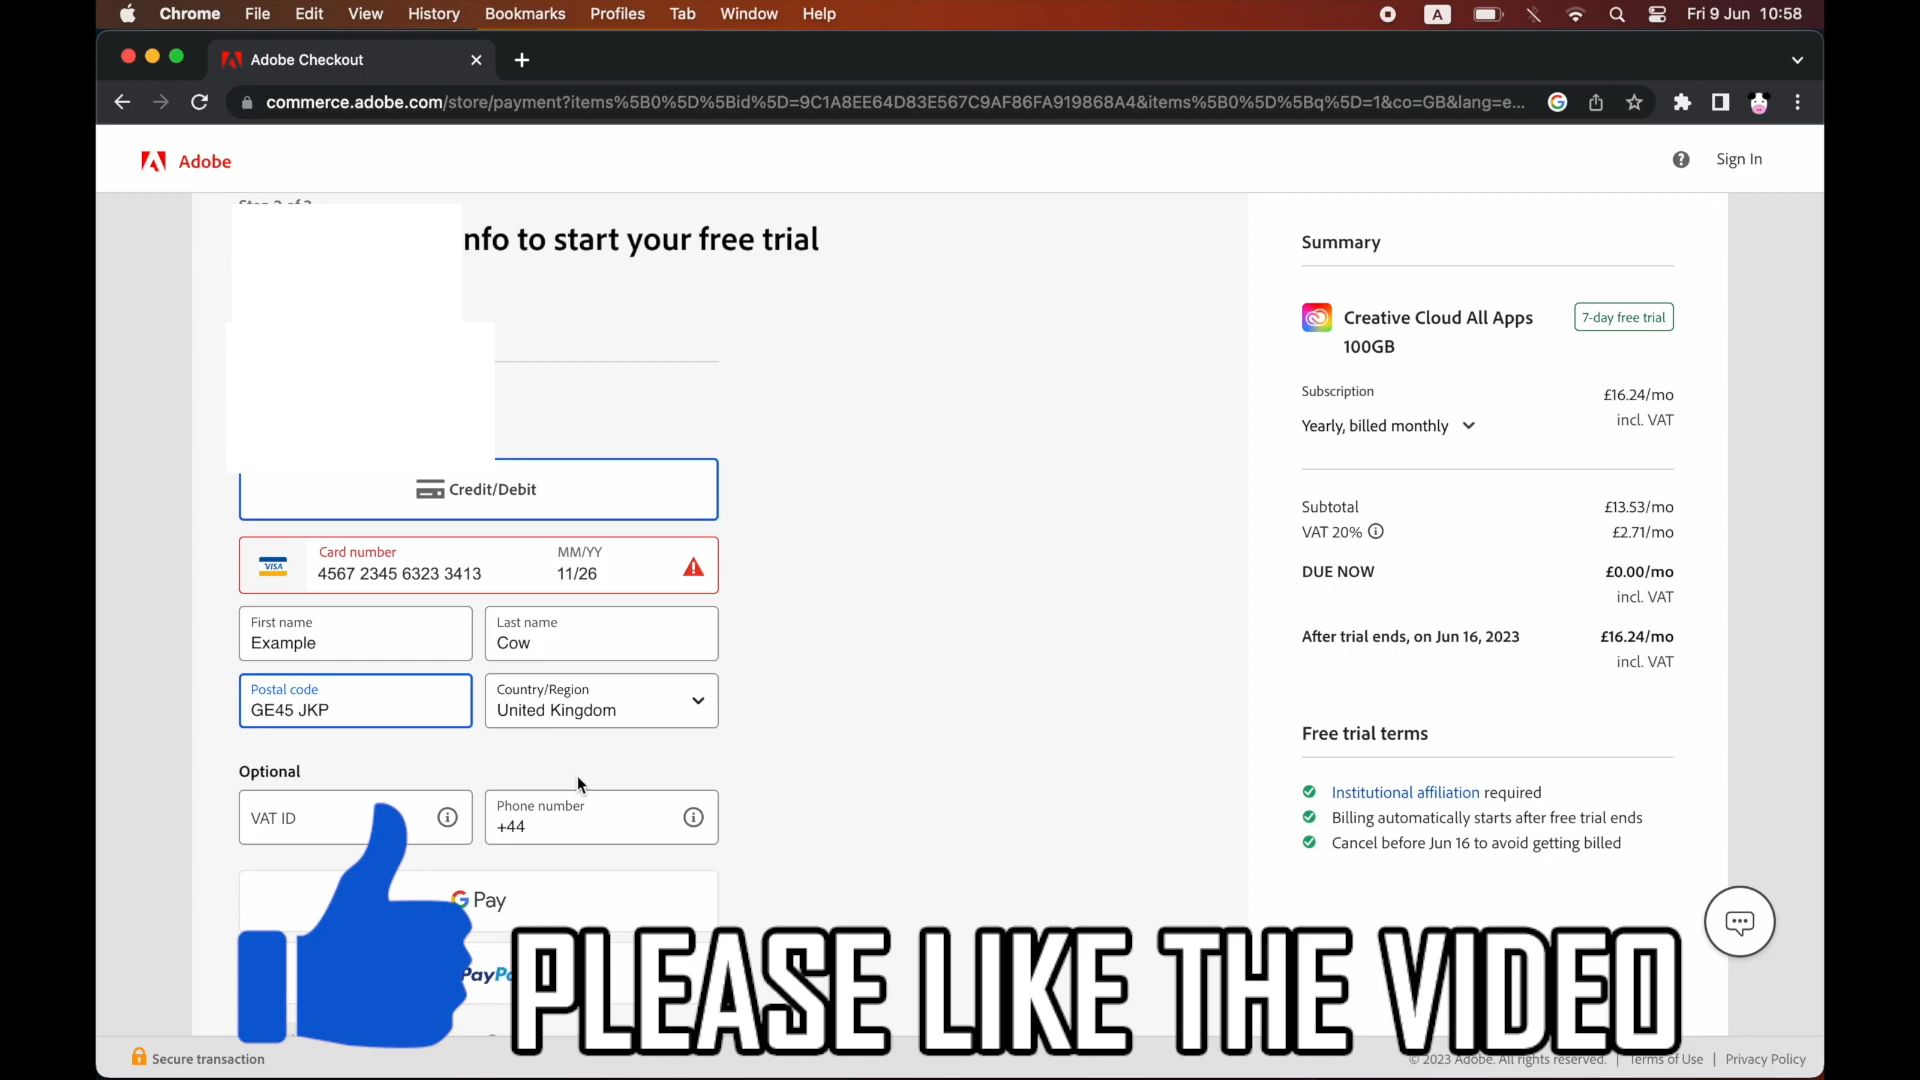 Chrome File Edit View History Bookmarks Profiles Tab Window Help A Fri 9 Jun 10:58
Adobe Checkout
commerce.adobe.com/store/payment?items%5B0%5D%5Bid%5D=9C1A8EE64D83E567C9AF86FA919868A4&items%5B0%5D%5Bq%5D=1&co=GB&lang=e...
Adobe
Sign In
nfo to start your free trial
Credit/Debit
Card number MM/YY
VISA 4567 2345 6323 3413 11/26
First name Last name
Example Cow
Postal code Country/Region
GE45 JKP United Kingdom
Optional
VAT ID
Phone number
+44
G Pay
PayP
Summary
Creative Cloud All Apps 7-day free trial
100GB
Subscription £16.24/mo
incl. VAT
Yearly, billed monthly
Subtotal £13.53/mo
VAT 20% £2.71/mo
DUE NOW £0.00/mo
incl. VAT
After trial ends, on Jun 16, 2023 £16.24/mo
incl. VAT
Free trial terms
Institutional affiliation required
Billing automatically starts after free trial ends
Cancel before Jun 16 to avoid getting billed
PLEASE LIKE THE VIDEO
Secure transaction
© 2023 Adobe. All rights reserved. | Terms of Use | Privacy Policy